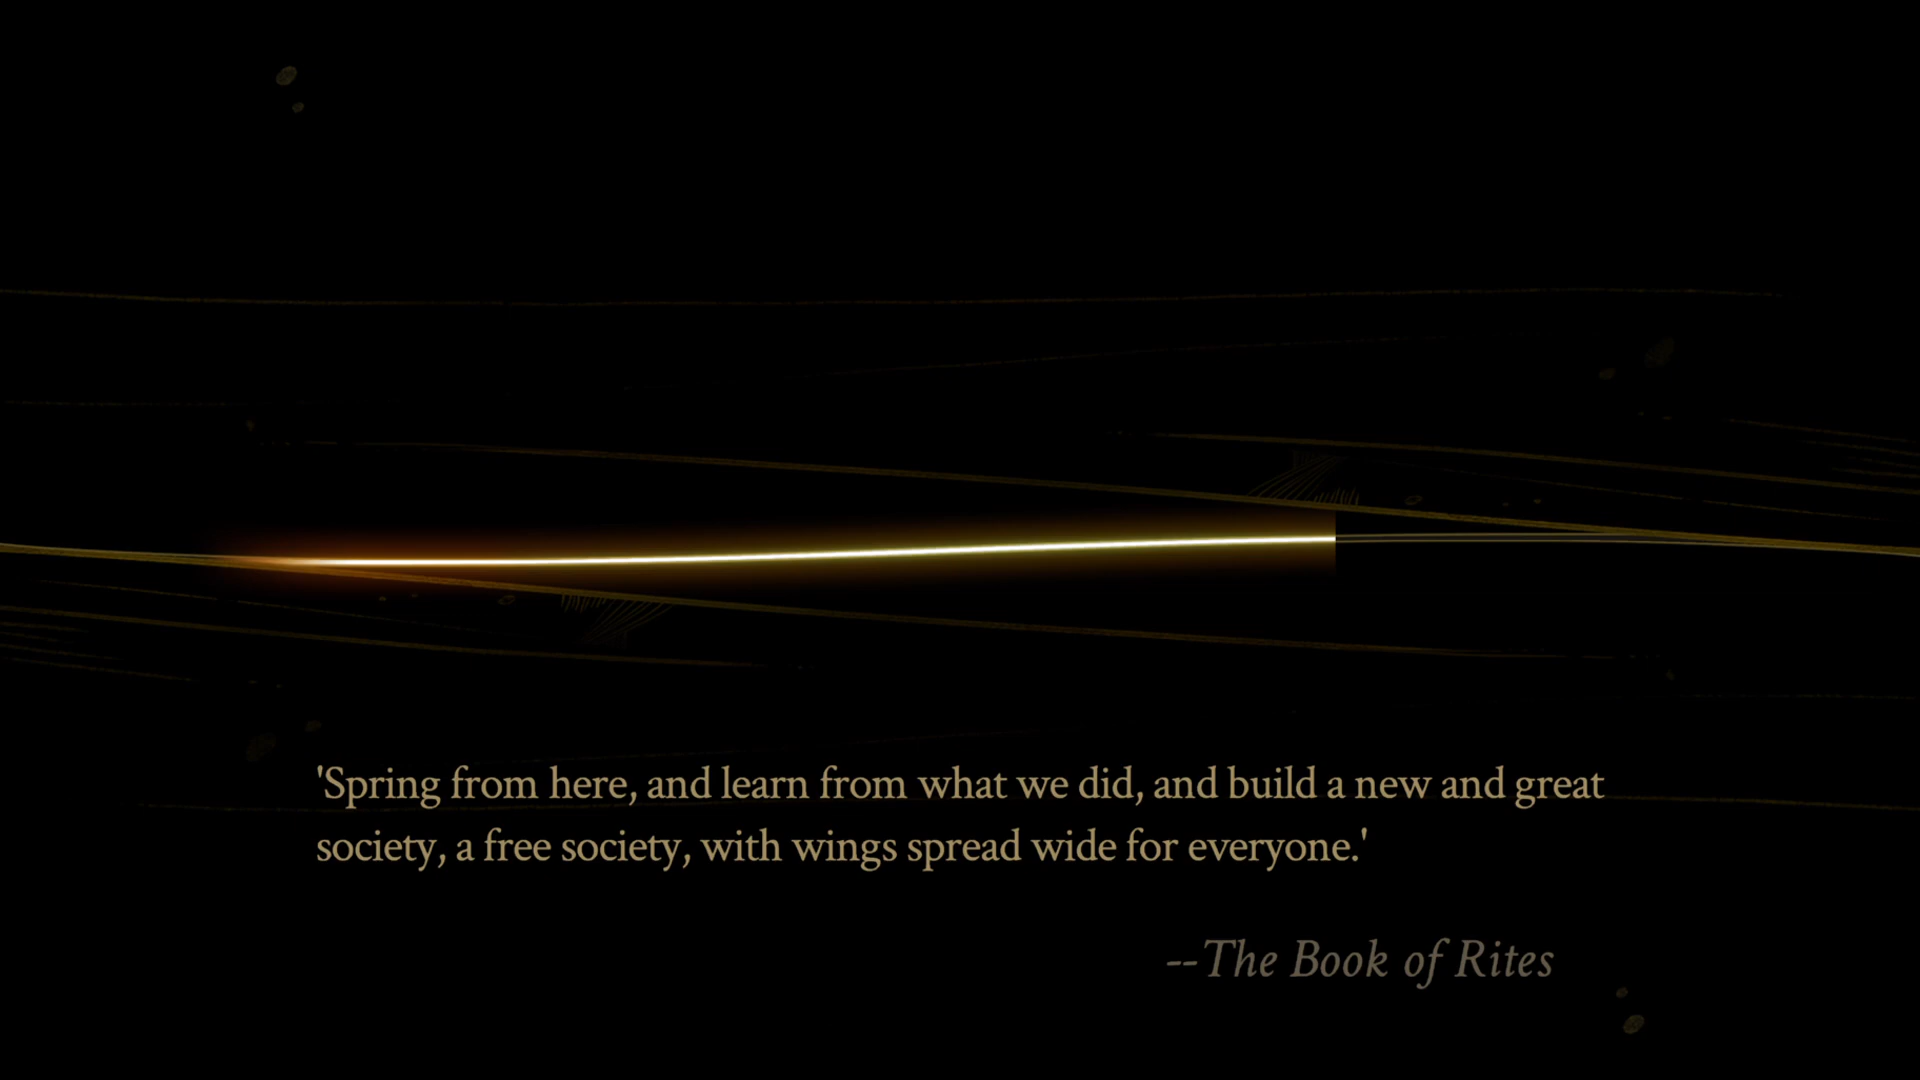 'Spring from here, and learn from what we did, and build a new and great
society, a free society, with wings spread wide for everyone.'
--The Book of Rites